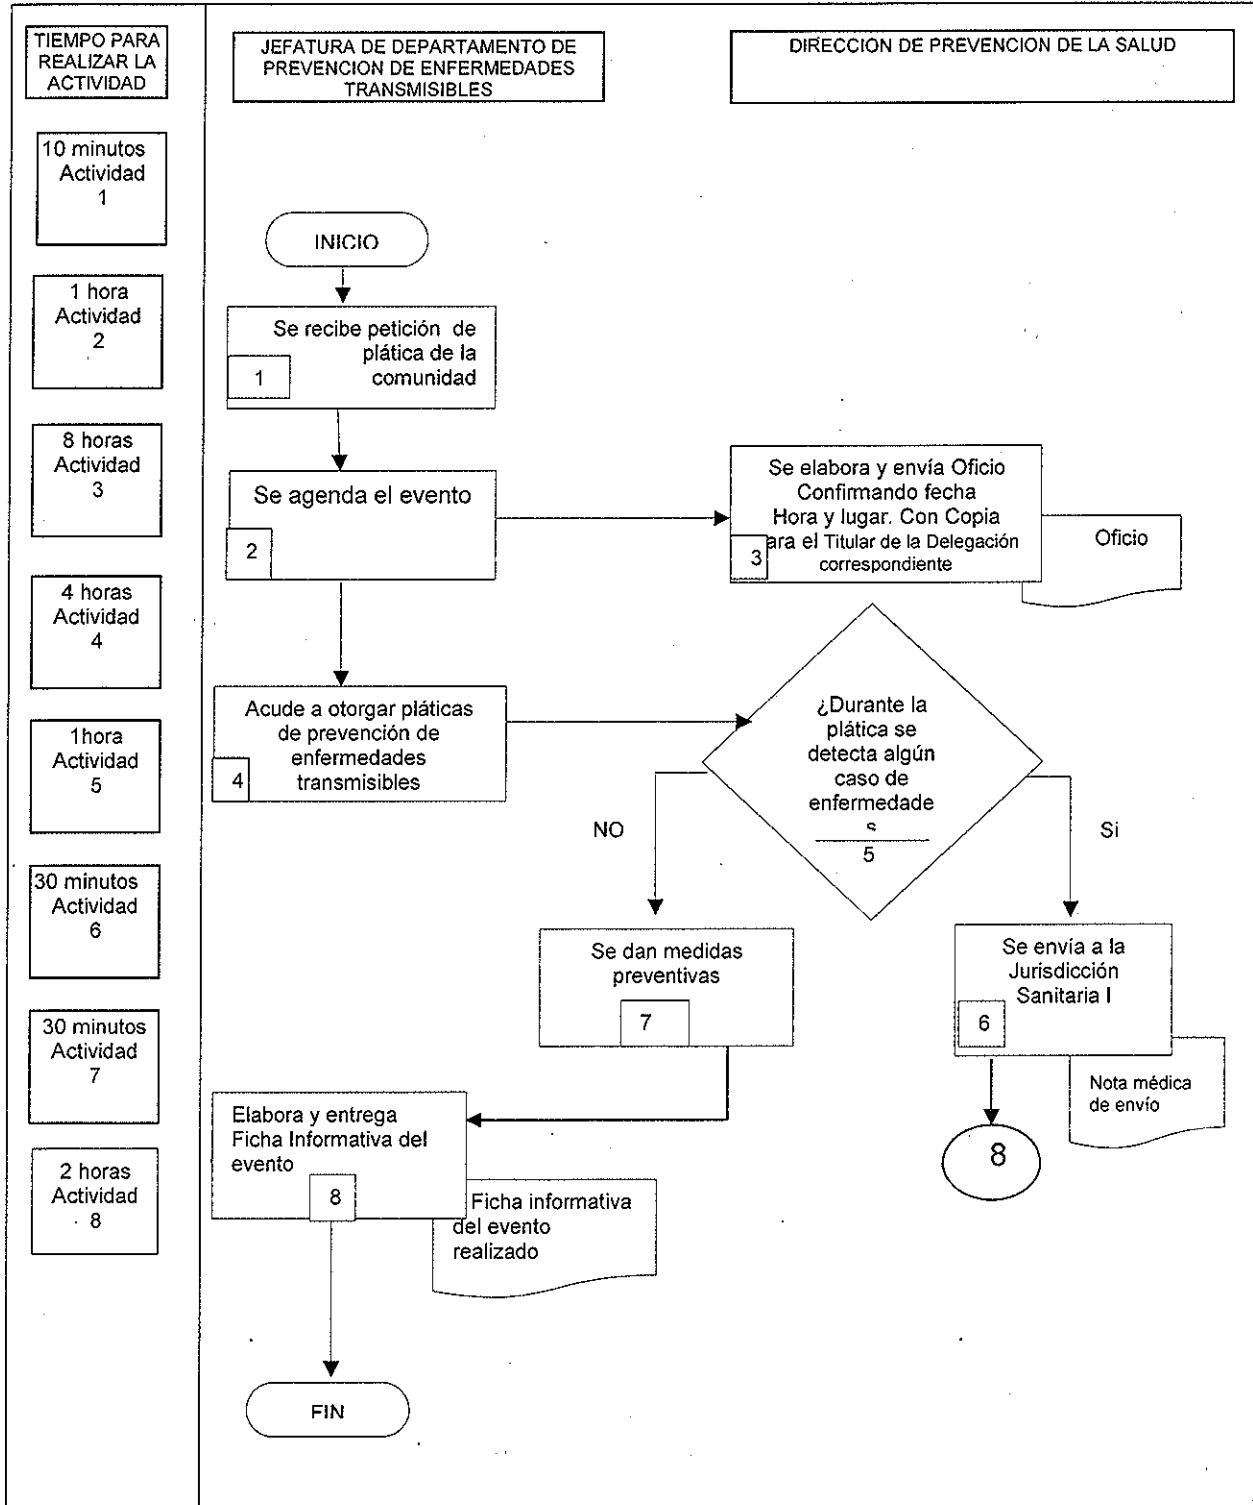 TIEMPO PARA
REALIZAR LA
ACTIVIDAD
JEFATURA DE DEPARTAMENTO DE
PREVENCION DE ENFERMEDADES
TRANSMISIBLES
DIRECCION DE PREVENCION DE LA SALUD
10 minutos
Actividad
1
1 hora
Actividad
2
8 horas
Actividad
3
4 horas
Actividad
4
1hora
Actividad
5
30 minutos
Actividad
6
30 minutos
Actividad
7
2 horas
Actividad
8
INICIO
Se recibe petición de
plática de la
comunidad
1
Se agenda el evento
2
Se elabora y envía Oficio
Confirmando fecha
Hora y lugar. Con Copia
ara el Titular de la Delegación
correspondiente
3
Oficio
Acude a otorgar pláticas
de prevención de
enfermedades
transmisibles
4
¿Durante la
plática se
detecta algún
caso de
enfermedade
s
5
NO
Si
Se dan medidas
preventivas
7
Se envía a la
Jurisdicción
Sanitaria I
6
Nota médica
de envío
8
Elabora y entrega
Ficha Informativa del
evento
8
Ficha informativa
del evento
realizado
FIN